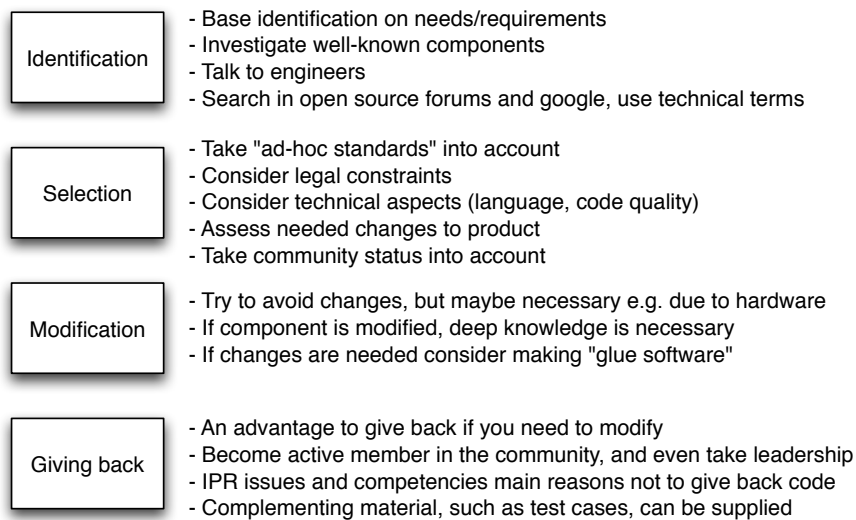 Identification
- Base identification on needs/requirements
- Investigate well-known components
- Talk to engineers
- Search in open source forums and google, use technical terms
Selection
- Take "ad-hoc standards" into account
- Consider legal constraints
- Consider technical aspects (language, code quality)
- Assess needed changes to product
- Take community status into account
Modification
- Try to avoid changes, but maybe necessary e.g. due to hardware
- If component is modified, deep knowledge is necessary
- If changes are needed consider making "glue software"
Giving back
- An advantage to give back if you need to modify
- Become active member in the community, and even take leadership
- IPR issues and competencies main reasons not to give back code
- Complementing material, such as test cases, can be supplied